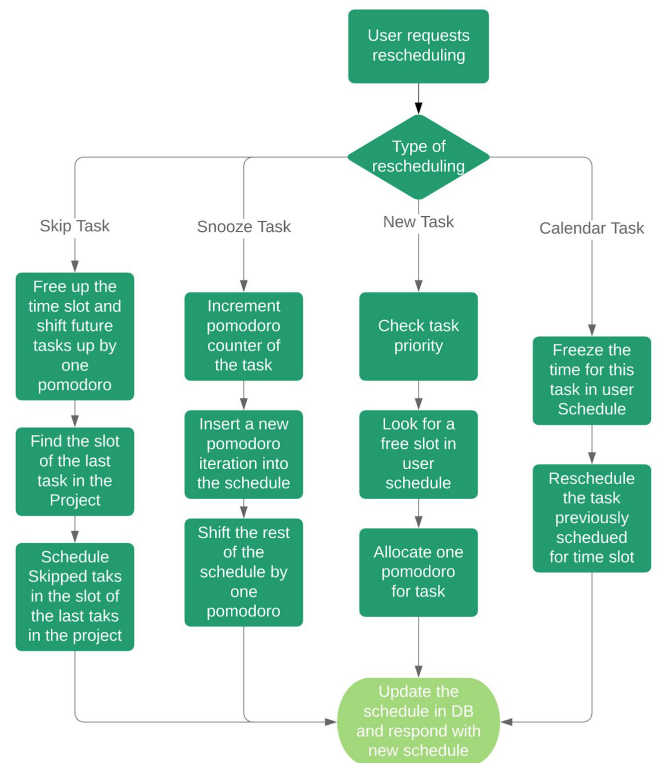 User requests
rescheduling
Type of
rescheduling
Skip Task
Snooze Task
New Task
Calendar Task
Free up the
time slot and
shift future
tasks up by
one
pomodoro
Find the slot
of the last
task in the
Project
Schedule
Skipped taks
in the slot of
the last taks
in the project
Increment
pomodoro
counter of
the task
Insert a new
pomodoro
iteration into
the schedule
Shift the rest
of the
schedule by
one
pomodoro
Check task
priority
Look for a
free slot in
user
schedule
Allocate one
pomodoro
for task
Freeze the
time for this
task in user
Schedule
Reschedule
the task
previously
schedued
for time slot
Update the
schedule in DB
and respond with
new schedule